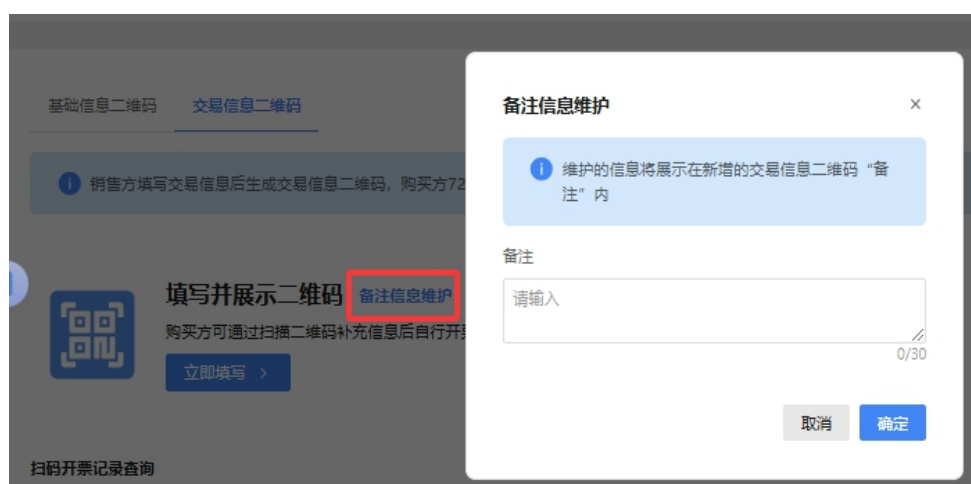 基础信息二维码
交易信息二维码
销售方填写交易信息后生成交易信息二维码，购买方72
填写并展示二维码
备注信息维护
购买方可通过扫描二维码补充信息后自行开
立即填写 >
扫码开票记录查询
备注信息维护
×
维护的信息将展示在新增的交易信息二维码“备
注”内
备注
请输入
0/30
取消
确定